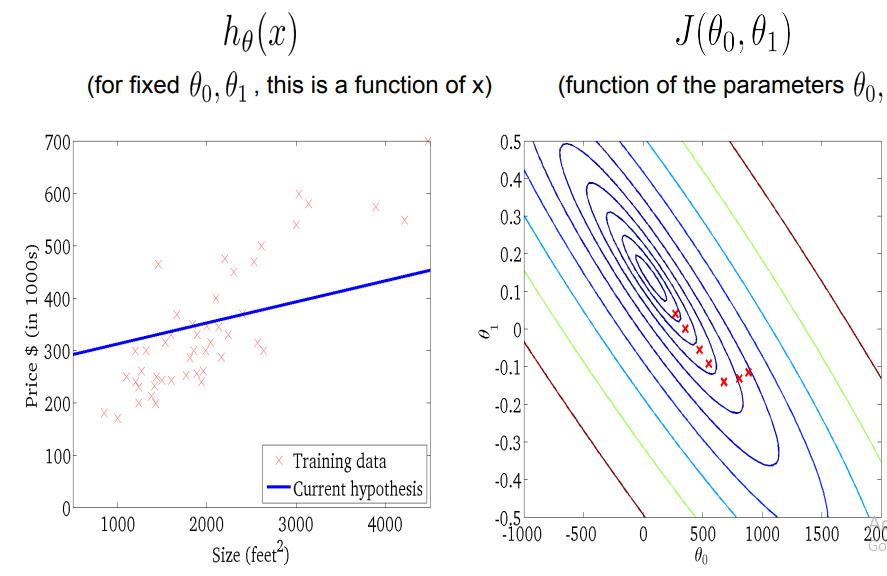 hθ(x)
(for fixed θ0, θ1, this is a function of x)
700
600
500
400
300
200
100
0
Price $ (in 1000s)
1000 2000 3000 4000
Size (feet²)
Training data
Current hypothesis
J(θ0, θ1)
(function of the parameters θ0,
0.5
0.4
0.3
0.2
0.1
0
-0.1
-0.2
-0.3
-0.4
-0.5
θ1
-1000 -500 0 500 1000 1500 200
θ0
Go